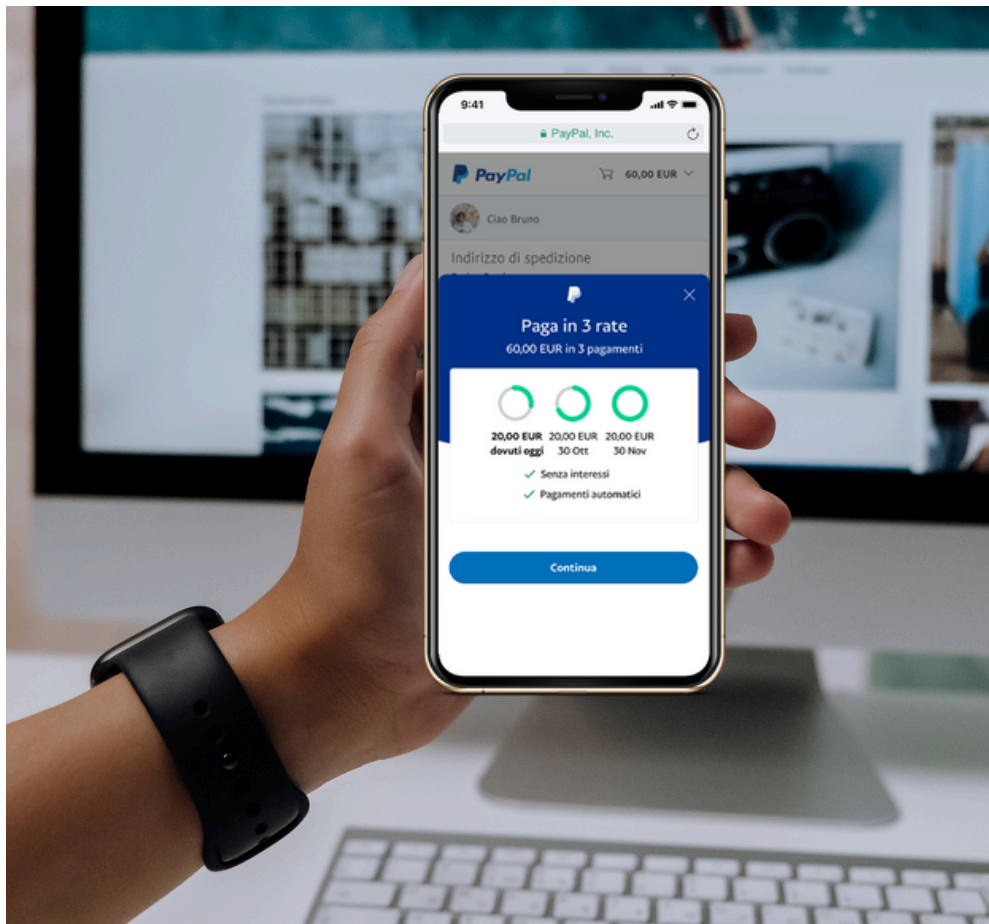 9:41
PayPal, Inc.
PayPal
60,00 EUR
Ciao Bruno
Indirizzo di spedizione
Paga in 3 rate
60,00 EUR in 3 pagamenti
20,00 EUR 20,00 EUR 20,00 EUR
dovuti oggi 30 Ott 30 Nov
Senza interessi
Pagamenti automatici
Continua